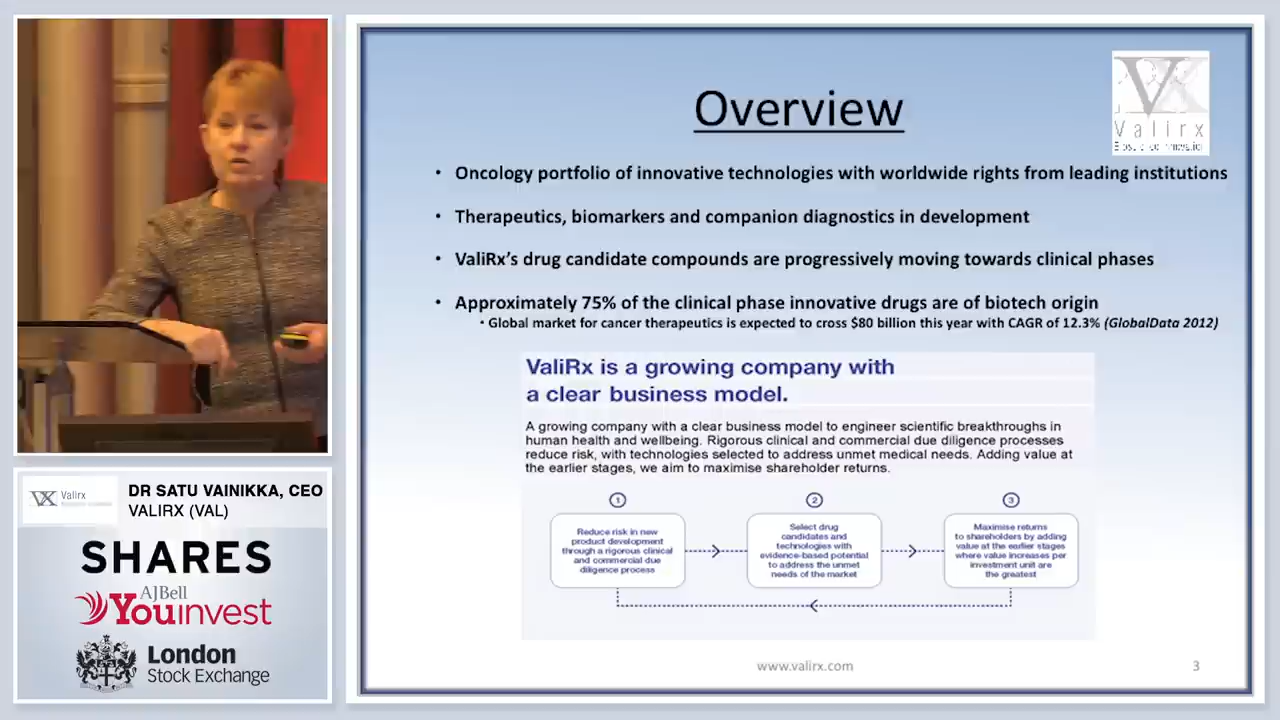 Valirx
DR SATU VAINIKKA, CEO
VALIRX (VAL)
SHARES
AJBell
Youinvest
London
Stock Exchange
Valirx
Overview
• Oncology portfolio of innovative technologies with worldwide rights from leading institutions
• Therapeutics, biomarkers and companion diagnostics in development
• ValiRx’s drug candidate compounds are progressively moving towards clinical phases
• Approximately 75% of the clinical phase innovative drugs are of biotech origin
• Global market for cancer therapeutics is expected to cross $80 billion this year with CAGR of 12.3% (GlobalData 2012)
ValiRx is a growing company with
a clear business model.
A growing company with a clear business model to engineer scientific breakthroughs in
human health and wellbeing. Rigorous clinical and commercial due diligence processes
reduce risk, with technologies selected to address unmet medical needs. Adding value at
the earlier stages, we aim to maximise shareholder returns.
1
Reduce risk in new
product development
through a rigorous clinical
and commercial due
diligence process
2
Select drug
candidates and
technologies with
evidence-based potential
to address the unmet
needs of the market
3
Maximise returns
to shareholders by adding
value at the earlier stages
where value increases per
investment unit are
the greatest
www.valirx.com
3